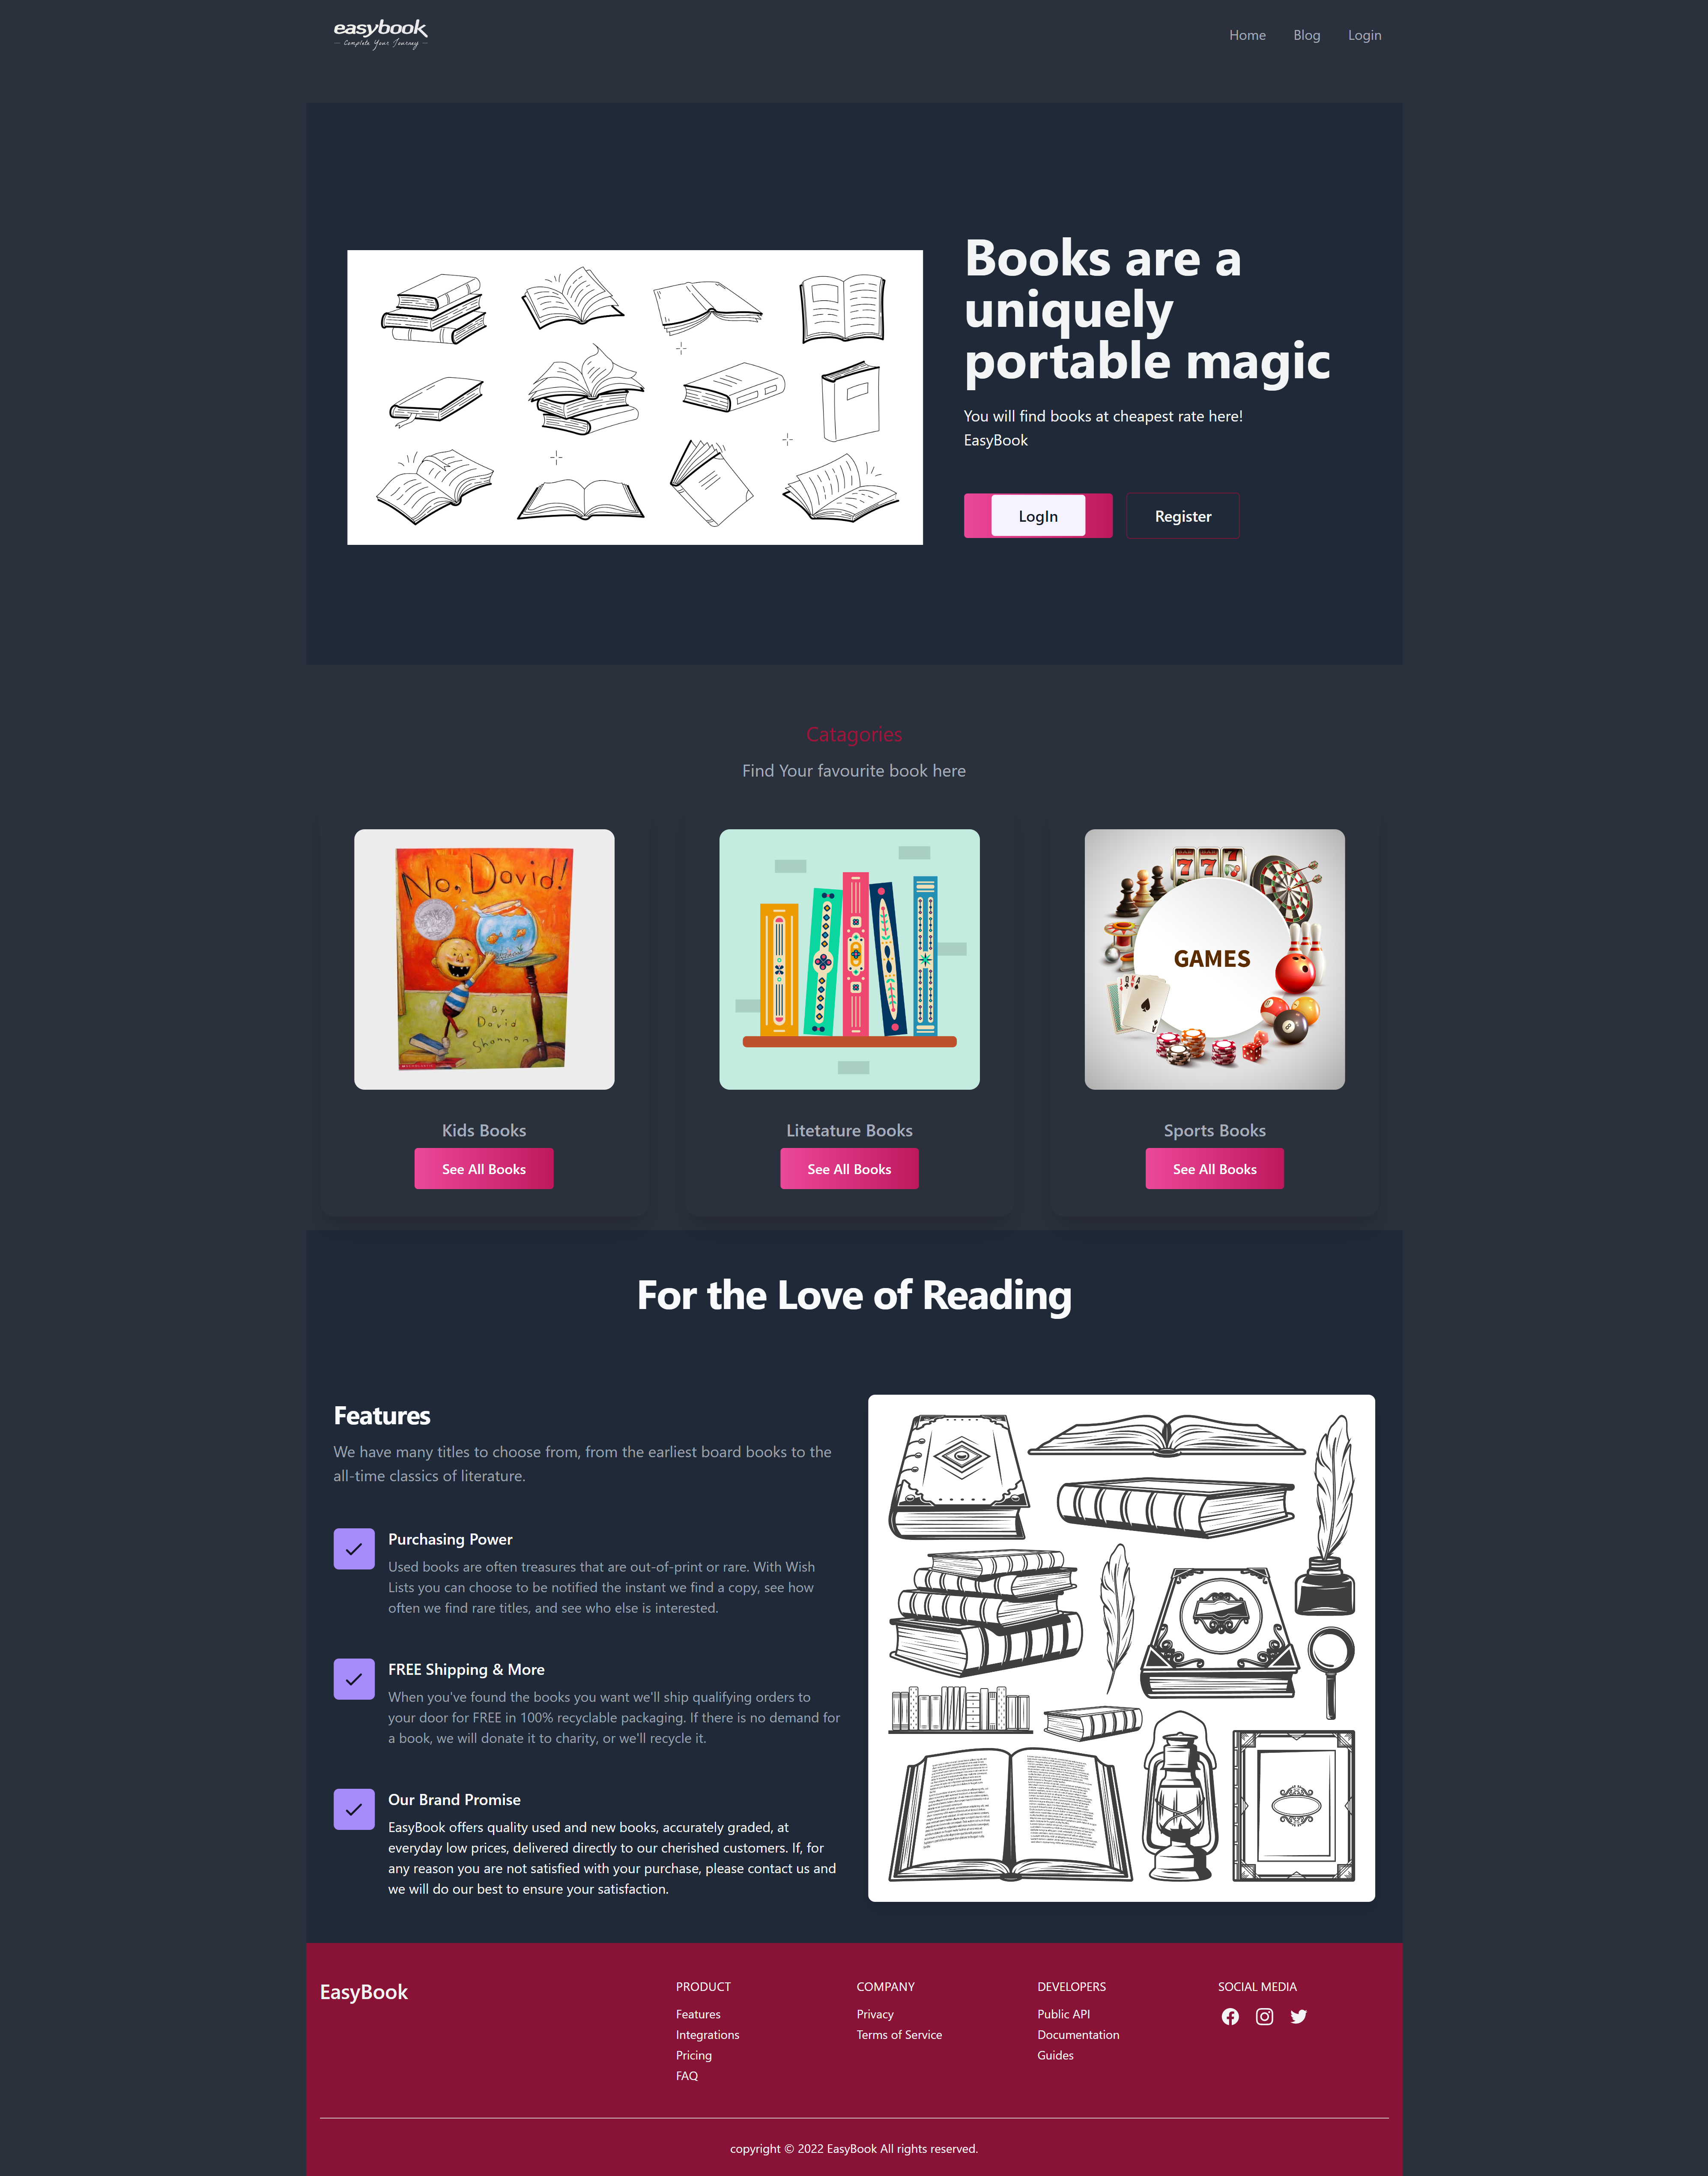 easybook
Complete Your Journey
Home Blog Login
Books are a
uniquely
portable magic
You will find books at cheapest rate here!
EasyBook
LogIn Register
Catagories
Find Your favourite book here
No, David!
By
David
Shannon
777
GAMES
8
Kids Books
Litetature Books
Sports Books
See All Books
See All Books
See All Books
For the Love of Reading
Features
We have many titles to choose from, from the earliest board books to the
all-time classics of literature.
Purchasing Power
Used books are often treasures that are out-of-print or rare. With Wish
Lists you can choose to be notified the instant we find a copy, see how
often we find rare titles, and see who else is interested.
FREE Shipping & More
When you've found the books you want we'll ship qualifying orders to
your door for FREE in 100% recyclable packaging. If there is no demand for
a book, we will donate it to charity, or we'll recycle it.
Our Brand Promise
EasyBook offers quality used and new books, accurately graded, at
everyday low prices, delivered directly to our cherished customers. If, for
any reason you are not satisfied with your purchase, please contact us and
we will do our best to ensure your satisfaction.
EasyBook
PRODUCT
Features
Integrations
Pricing
FAQ
COMPANY
Privacy
Terms of Service
DEVELOPERS
Public API
Documentation
Guides
SOCIAL MEDIA
copyright © 2022 EasyBook All rights reserved.